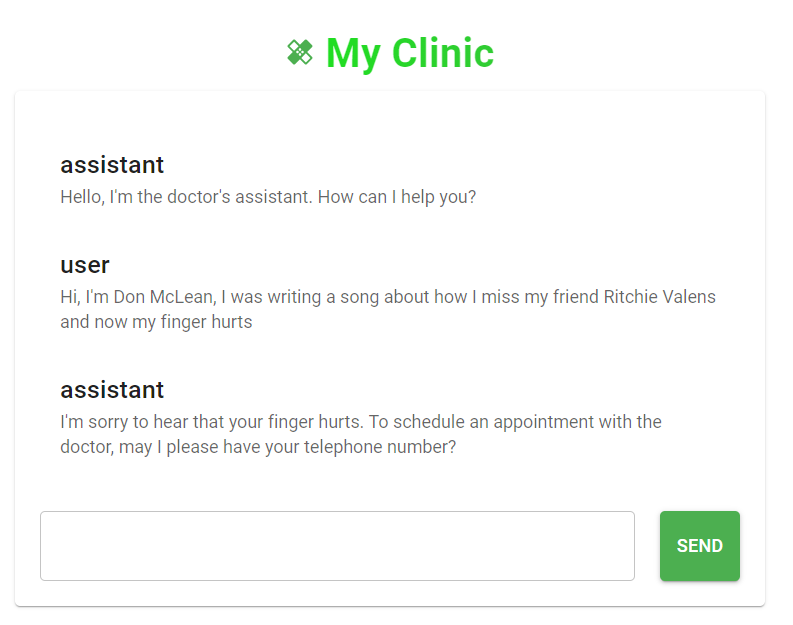 My Clinic
assistant
Hello, I'm the doctor's assistant. How can I help you?
user
Hi, I'm Don McLean, I was writing a song about how I miss my friend Ritchie Valens
and now my finger hurts
assistant
I'm sorry to hear that your finger hurts. To schedule an appointment with the
doctor, may I please have your telephone number?
SEND